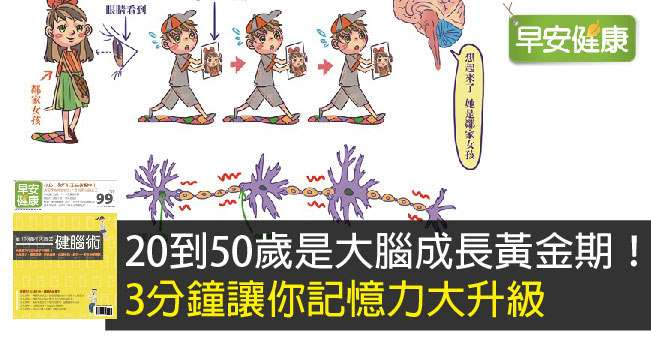 眼睛看到
早安健康
鄰家女孩
想起來了 她是鄰家女孩
早安
健康
99
健腦術
20到50歲是大腦成長黃金期！
3分鐘讓你記憶力大升級